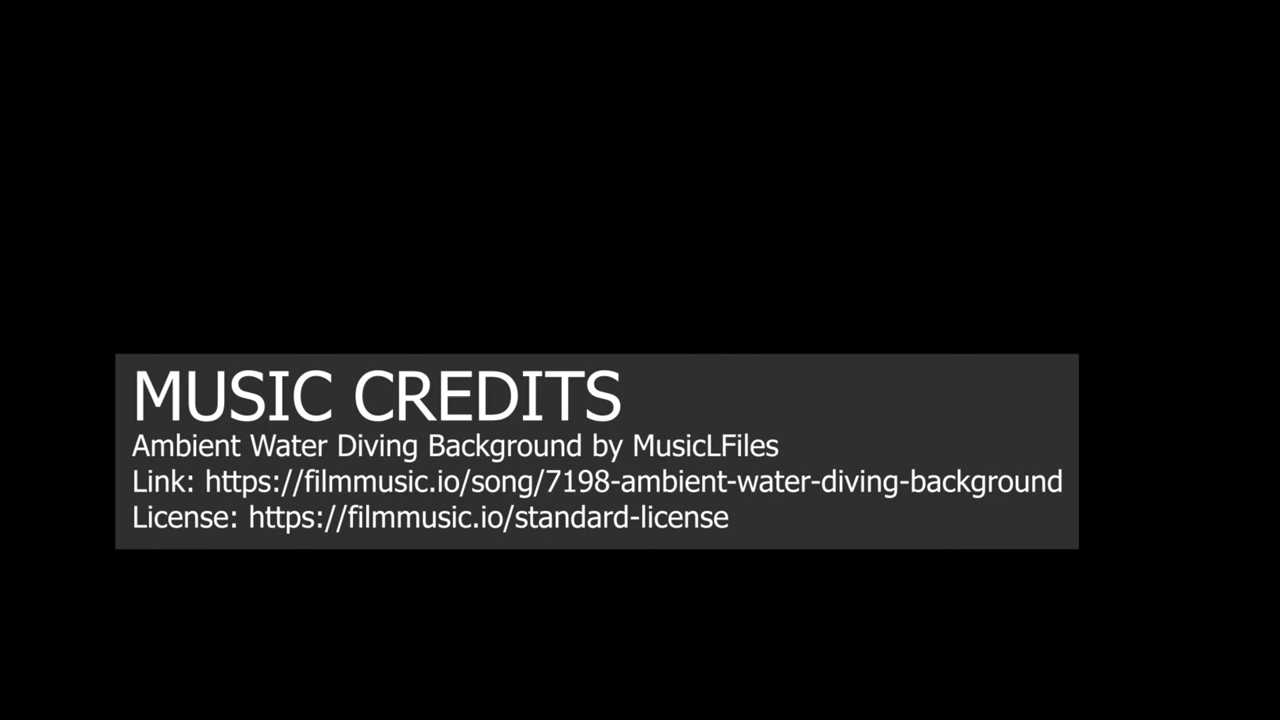 MUSIC CREDITS
Ambient Water Diving Background by MusicLFiles
Link: https://filmmusic.io/song/7198-ambient-water-diving-background
License: https://filmmusic.io/standard-license